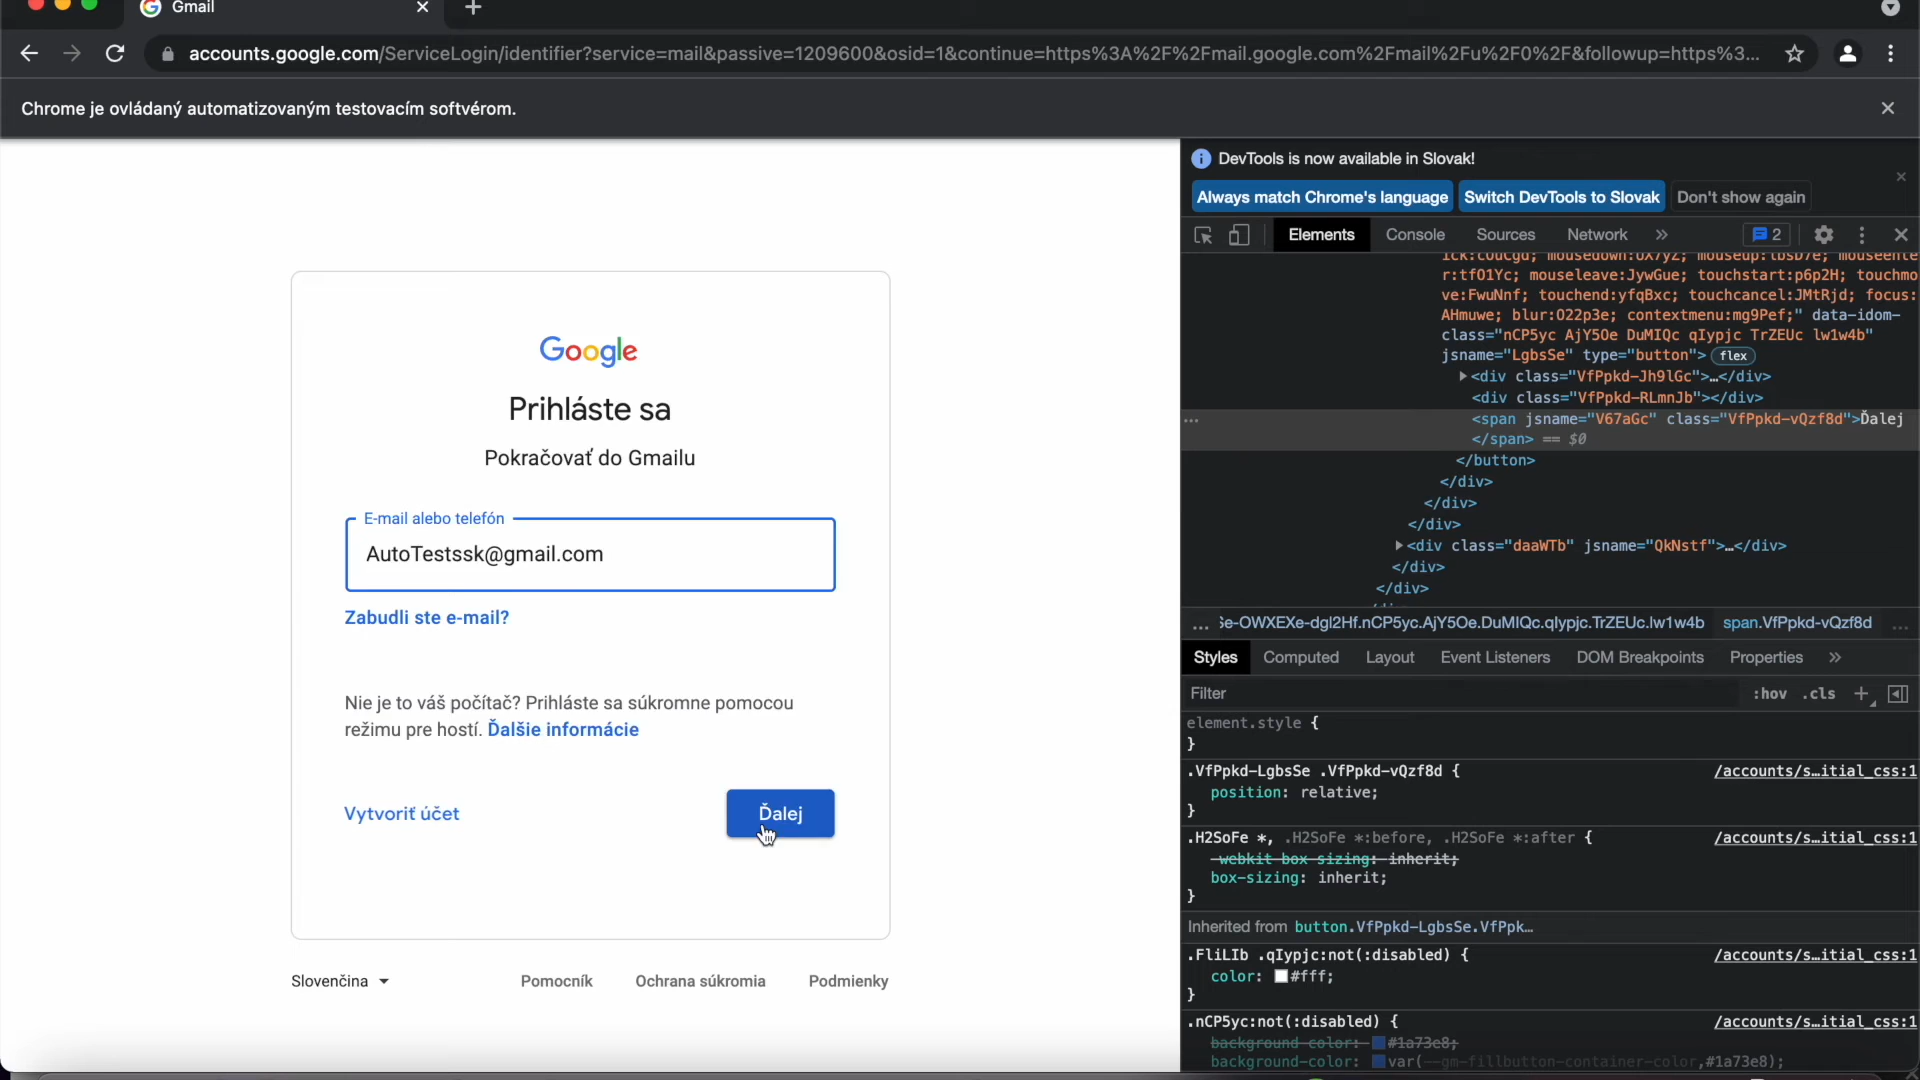 Gmail
accounts.google.com/ServiceLogin/identifier?service=mail&passive=1209600&osid=1&continue=https%3A%2F%2Fmail.google.com%2Fmail%2Fu%2F0%2F&followup=https%3...
Chrome je ovládaný automatizovaným testovacím softvérom.
Google
Prihláste sa
Pokračovať do Gmailu
E-mail alebo telefón
AutoTestssk@gmail.com
Zabudli ste e-mail?
Nie je to váš počítač? Prihláste sa súkromne pomocou
režimu pre hostí. Ďalšie informácie
Vytvoriť účet
Ďalej
Slovenčina
Pomocník
Ochrana súkromia
Podmienky
DevTools is now available in Slovak!
Always match Chrome's language
Switch DevTools to Slovak
Don't show again
Elements
Console
Sources
Network
»
2
r:tfO1Yc; mouseleave:JywGue; touchstart:p6p2H; touchmo
ve:FwuNnf; touchend:yfqBxc; touchcancel:JMtRjd; focus:
AHmuwe; blur:O22p3e; contextmenu:mg9Pef;" data-idom-
class="nCP5yc AjY5Oe DuMIQc qIypjc TrZEUc lw1w4b"
jsname="LgbsSe" type="button"> flex
<div class="VfPpkd-Jh9lGc">…</div>
<div class="VfPpkd-RLmnJb"></div>
<span jsname="V67aGc" class="VfPpkd-vQzf8d">Ďalej
</span> == $0
</button>
</div>
</div>
</div>
<div class="daaWTb" jsname="QkNstf">…</div>
</div>
</div>
... Se-OWXEXe-dgl2Hf.nCP5yc.AjY5Oe.DuMIQc.qIypjc.TrZEUc.lw1w4b span.VfPpkd-vQzf8d ...
Styles
Computed
Layout
Event Listeners
DOM Breakpoints
Properties
»
Filter
:hov .cls +
element.style {
}
.VfPpkd-LgbsSe .VfPpkd-vQzf8d { /accounts/s…itial_css:1
position: relative;
}
.H2SoFe *, .H2SoFe *:before, .H2SoFe *:after { /accounts/s…itial_css:1
-webkit-box-sizing: inherit;
box-sizing: inherit;
}
Inherited from button.VfPpkd-LgbsSe.VfPpk…
.FliLIb .qIypjc:not(:disabled) { /accounts/s…itial_css:1
color: #fff;
}
.nCP5yc:not(:disabled) { /accounts/s…itial_css:1
background-color: #1a73e8;
background-color: var(--gm-fillbutton-container-color,#1a73e8);